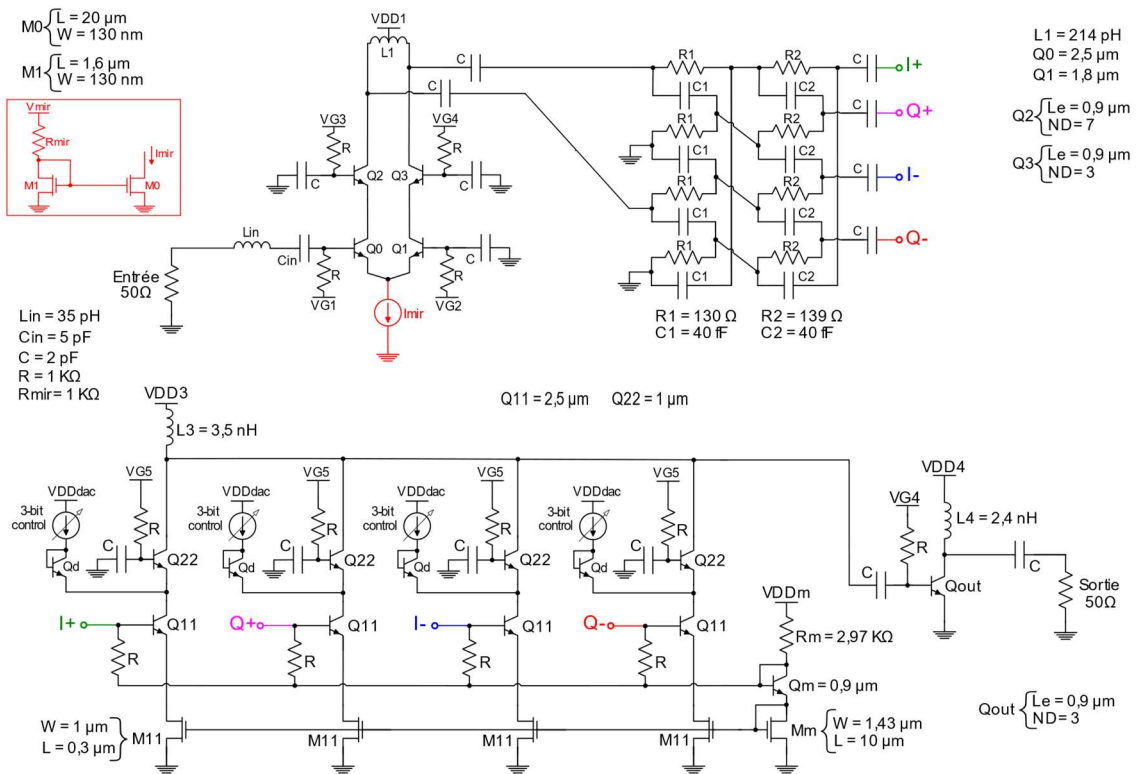 M0 { L = 20 µm
W = 130 nm
M1 { L = 1,6 µm
W = 130 nm
Vmir
Rmir
Imir
M1
M0
VDD1
L1
C
C
VG3
R
C
Q2
VG4
R
C
Q3
Lin
Cin
Q0
Q1
R
VG1
R
VG2
C
Entrée
50Ω
Imir
Lin = 35 pH
Cin = 5 pF
C = 2 pF
R = 1 KΩ
Rmir = 1 KΩ
R1
C1
R1
C1
R1
C1
R1
C1
R2
C2
R2
C2
R2
C2
R2
C2
C I+
C Q+
C I-
C Q-
R1 = 130 Ω
C1 = 40 fF
R2 = 139 Ω
C2 = 40 fF
L1 = 214 pH
Q0 = 2,5 µm
Q1 = 1,8 µm
Q2 { Le = 0,9 µm
ND = 7
Q3 { Le = 0,9 µm
ND = 3
Q11 = 2,5 µm Q22 = 1 µm
VDD3
L3 = 3,5 nH
VDDdac
3-bit
control
Qd
VG5
R
C
Q22
I+
Q11
R
M11
VDDdac
3-bit
control
Qd
VG5
R
C
Q22
Q+
Q11
R
M11
VDDdac
3-bit
control
Qd
VG5
R
C
Q22
I-
Q11
R
M11
VDDdac
3-bit
control
Qd
VG5
R
C
Q22
Q-
Q11
R
M11
W = 1 µm
L = 0,3 µm
VDDm
Rm = 2,97 KΩ
Qm = 0,9 µm
Mm { W = 1,43 µm
L = 10 µm
VDD4
L4 = 2,4 nH
VG4
R
C
Qout
C
Sortie
50Ω
Qout { Le = 0,9 µm
ND = 3